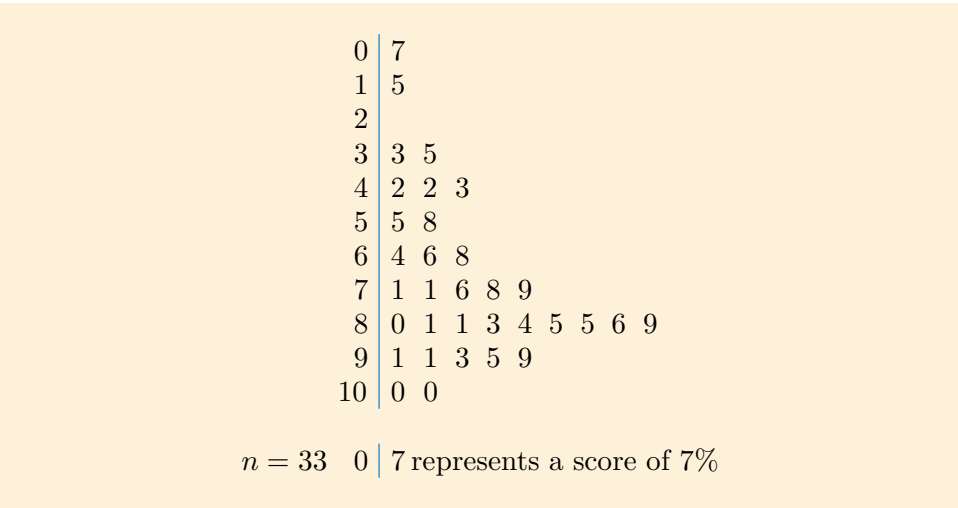 0 | 7
1 | 5
2 |
3 | 3 5
4 | 2 2 3
5 | 5 8
6 | 4 6 8
7 | 1 1 6 8 9
8 | 0 1 1 3 4 5 5 6 9
9 | 1 1 3 5 9
10 | 0 0
n = 33 0 | 7 represents a score of 7%